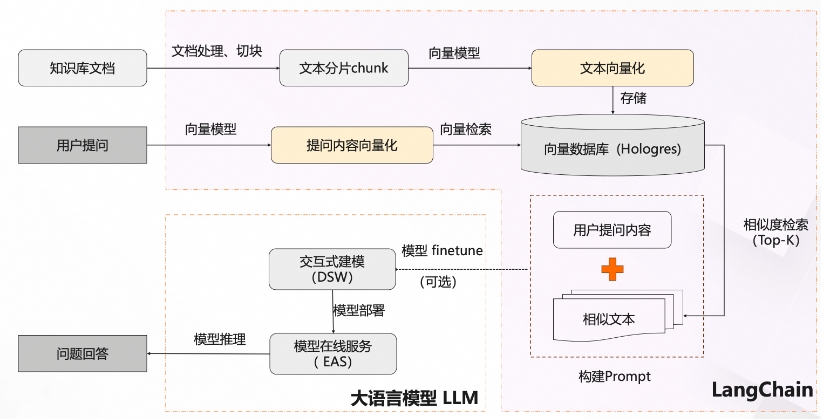 文档处理、切块
向量模型
知识库文档
文本分片chunk
文本向量化
存储
用户提问
向量模型
提问内容向量化
向量检索
向量数据库（Hologres）
相似度检索
（Top-K）
用户提问内容
相似文本
构建Prompt
LangChain
模型 finetune
（可选）
交互式建模
（DSW）
模型部署
模型在线服务
（ EAS）
模型推理
问题回答
大语言模型 LLM